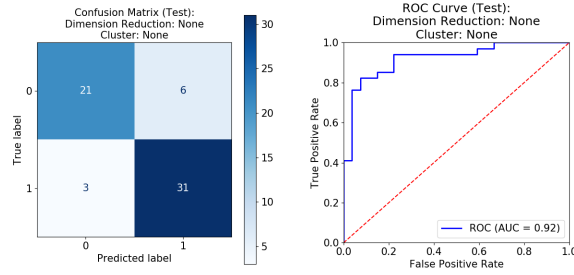 Confusion Matrix (Test):
Dimension Reduction: None
Cluster: None
0
1
True label
21
6
3
31
0
1
Predicted label
30
25
20
15
10
5
ROC Curve (Test):
Dimension Reduction: None
Cluster: None
1.0
0.8
0.6
0.4
0.2
0.0
True Positive Rate
ROC (AUC = 0.92)
0.0
0.2
0.4
0.6
0.8
1.0
False Positive Rate